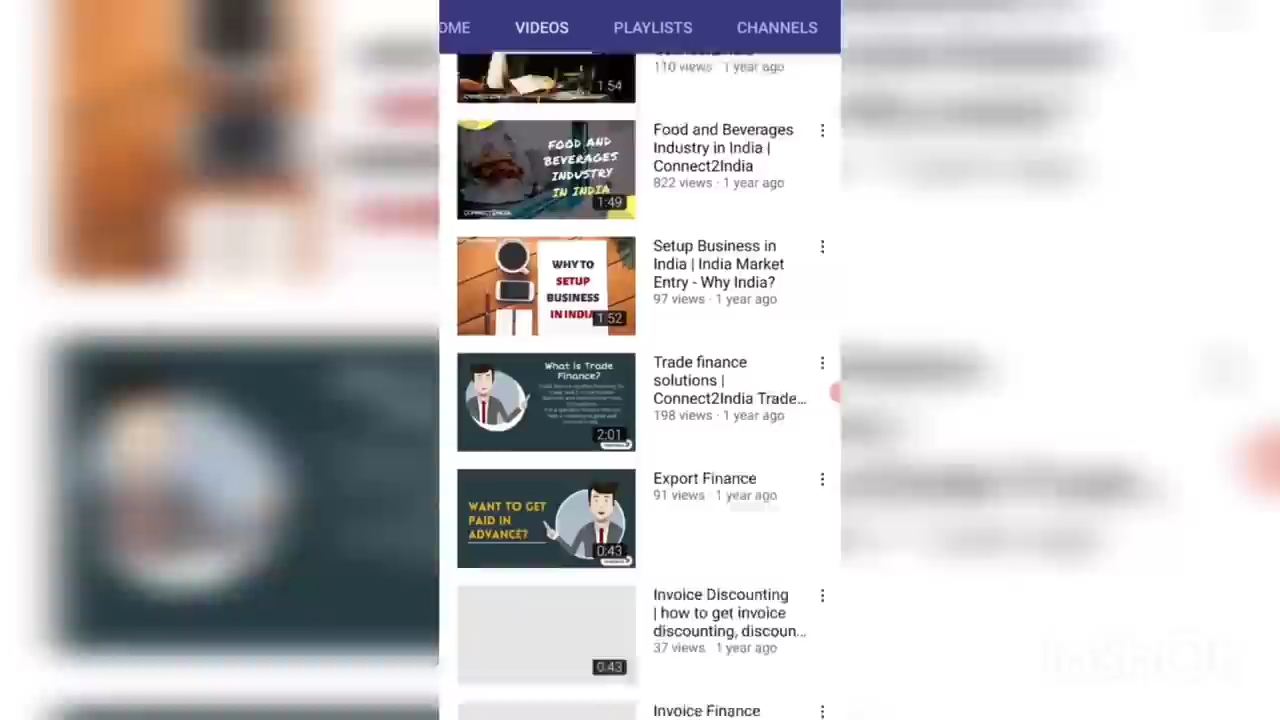 VIDEOS
PLAYLISTS
CHANNELS
1:54
110 views · 1 year ago
FOOD AND
BEVERAGES
INDUSTRY
IN INDIA
1:49
Food and Beverages
Industry in India |
Connect2India
822 views · 1 year ago
WHY TO
SETUP
BUSINESS
IN INDIA
1:52
Setup Business in
India | India Market
Entry - Why India?
97 views · 1 year ago
What is Trade
Finance?
2:01
Trade finance
solutions |
Connect2India Trade...
198 views · 1 year ago
WANT TO GET
PAID IN
ADVANCE?
0:43
Export Finance
91 views · 1 year ago
0:43
Invoice Discounting
| how to get invoice
discounting, discoun...
37 views · 1 year ago
Invoice Finance